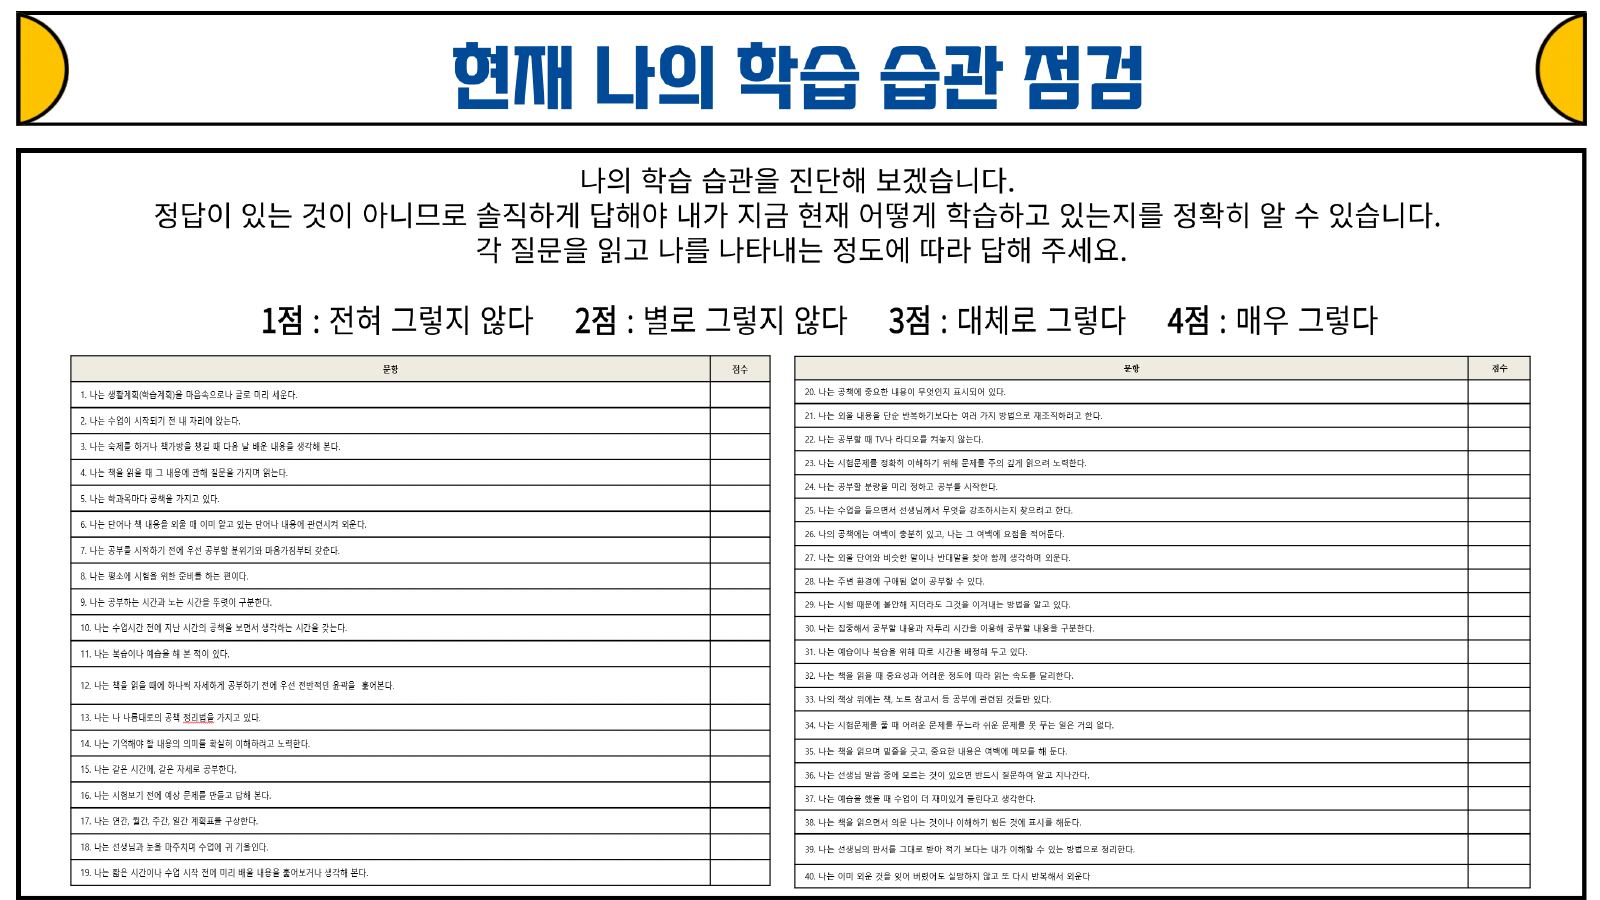 현재 나의 학습 습관 점검
나의 학습 습관을 진단해 보겠습니다.
정답이 있는 것이 아니므로 솔직하게 답해야 내가 지금 현재 어떻게 학습하고 있는지를 정확히 알 수 있습니다.
각 질문을 읽고 나를 나타내는 정도에 따라 답해 주세요.
1점 : 전혀 그렇지 않다 2점 : 별로 그렇지 않다 3점 : 대체로 그렇다 4점 : 매우 그렇다
문항 점수
1. 나는 생활계획(학습계획)을 마음속으로나 글로 미리 세운다.
2. 나는 수업이 시작되기 전 내 자리에 앉는다.
3. 나는 숙제를 하거나 책가방을 챙길 때 다음 날 배운 내용을 생각해 본다.
4. 나는 책을 읽을 때 그 내용에 관해 질문을 가지며 읽는다.
5. 나는 학과목마다 공책을 가지고 있다.
6. 나는 단어나 책 내용을 외울 때 이미 알고 있는 단어나 내용에 관련시켜 외운다.
7. 나는 공부를 시작하기 전에 우선 공부할 분위기와 마음가짐부터 갖춘다.
8. 나는 평소에 시험을 위한 준비를 하는 편이다.
9. 나는 공부하는 시간과 노는 시간을 뚜렷이 구분한다.
10. 나는 수업시간 전에 지난 시간의 공책을 보면서 생각하는 시간을 갖는다.
11. 나는 복습이나 예습을 해 본 적이 있다.
12. 나는 책을 읽을 때에 하나씩 자세하게 공부하기 전에 우선 전반적인 윤곽을 훑어본다.
13. 나는 나 나름대로의 공책 정리법을 가지고 있다.
14. 나는 기억해야 할 내용의 의미를 확실히 이해하려고 노력한다.
15. 나는 같은 시간에, 같은 자세로 공부한다.
16. 나는 시험보기 전에 예상 문제를 만들고 답해 본다.
17. 나는 연간, 월간, 주간, 일간 계획표를 구상한다.
18. 나는 선생님과 눈을 마주치며 수업에 귀 기울인다.
19. 나는 짧은 시간이나 수업 시작 전에 미리 배울 내용을 훑어보거나 생각해 본다.
문항 점수
20. 나는 공책에 중요한 내용이 무엇인지 표시되어 있다.
21. 나는 외울 내용을 단순 반복하기보다는 여러 가지 방법으로 재조직하려고 한다.
22. 나는 공부할 때 TV나 라디오를 켜놓지 않는다.
23. 나는 시험문제를 정확히 이해하기 위해 문제를 주의 깊게 읽으려 노력한다.
24. 나는 공부할 분량을 미리 정하고 공부를 시작한다.
25. 나는 수업을 들으면서 선생님께서 무엇을 강조하시는지 찾으려고 한다.
26. 나의 공책에는 여백이 충분히 있고, 나는 그 여백에 요점을 적어둔다.
27. 나는 외울 단어와 비슷한 말이나 반대말을 찾아 함께 생각하며 외운다.
28. 나는 주변 환경에 구애됨 없이 공부할 수 있다.
29. 나는 시험 때문에 불안해 지더라도 그것을 이겨내는 방법을 알고 있다.
30. 나는 집중해서 공부할 내용과 자투리 시간을 이용해 공부할 내용을 구분한다.
31. 나는 예습이나 복습을 위해 따로 시간을 배정해 두고 있다.
32. 나는 책을 읽을 때 중요성과 어려운 정도에 따라 읽는 속도를 달리한다.
33. 나의 책상 위에는 책, 노트 참고서 등 공부에 관련된 것들만 있다.
34. 나는 시험문제를 풀 때 어려운 문제를 푸느라 쉬운 문제를 못 푸는 일은 거의 없다.
35. 나는 책을 읽으며 밑줄을 긋고, 중요한 내용은 여백에 메모를 해 둔다.
36. 나는 선생님 말씀 중에 모르는 것이 있으면 반드시 질문하여 알고 지나간다.
37. 나는 예습을 했을 때 수업이 더 재미있게 들린다고 생각한다.
38. 나는 책을 읽으면서 의문 나는 것이나 이해하기 힘든 것에 표시를 해둔다.
39. 나는 선생님의 판서를 그대로 받아 적기 보다는 내가 이해할 수 있는 방법으로 정리한다.
40. 나는 이미 외운 것을 잊어 버렸어도 실망하지 않고 또 다시 반복해서 외운다